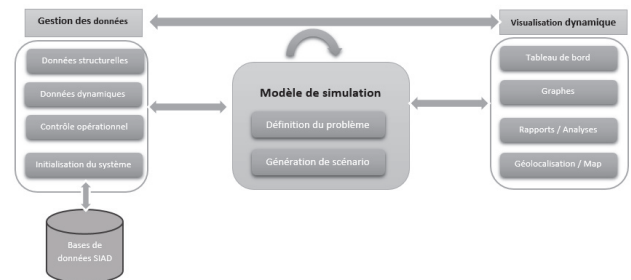 Gestion des données
Visualisation dynamique
Données structurelles
Données dynamiques
Contrôle opérationnel
Initialisation du système
Bases de
données SIAD
Modèle de simulation
Définition du problème
Génération de scénario
Tableau de bord
Graphes
Rapports / Analyses
Géolocalisation / Map